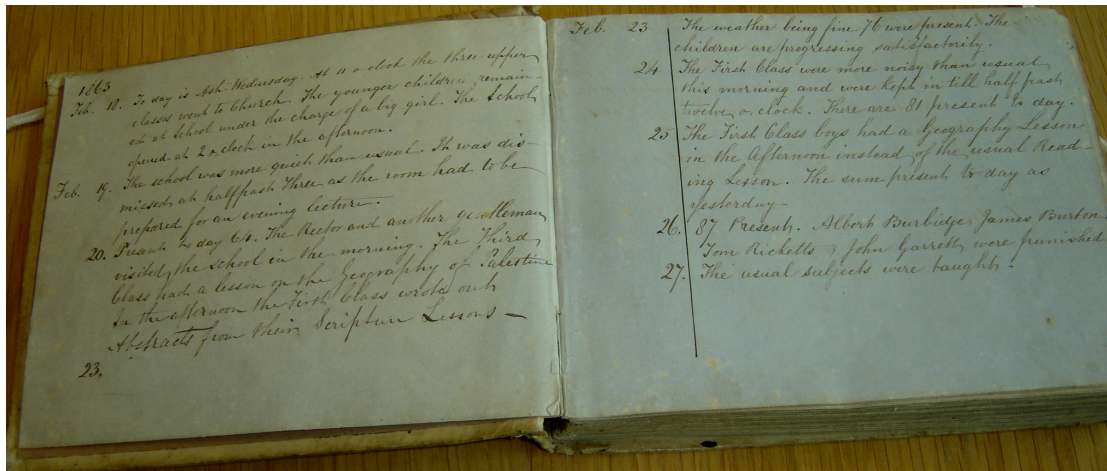 1863
Feb. 18. To day is Ash Wednesday. At 11 o clock the three upper
classes went to Church. The younger children remain-
ed at School under the charge of a big girl. The School
opened at 2 o,clock in the afternoon.
Feb. 19. The school was more quiet than usual. It was dis-
missed at halfpast three as the room had to be
prepared for an evening lecture.
20. Present to day 64. The Rector and another gentleman
visited the school in the morning. The Third
Class had a lesson on the Geography of Palestine
In the afternoon the First Class wrote out
Abstracts from their Scripture Lessons —
23.
Feb. 23 The weather being fine 76 were present. The
children are progressing satisfactorily.
24 The First Class were more noisy than usual
this morning and were kept in till half past
twelve o, clock. There are 81 present to day.
25 The First Class boys had a Geography Lesson
in the Afternoon instead of the usual Read-
ing Lesson. The sum present to day as
yesterday -
26. 87 Present. Albert Burbidge, James Burton
Tom Ricketts, John Garrett were punished
27. The usual subjects were taught -